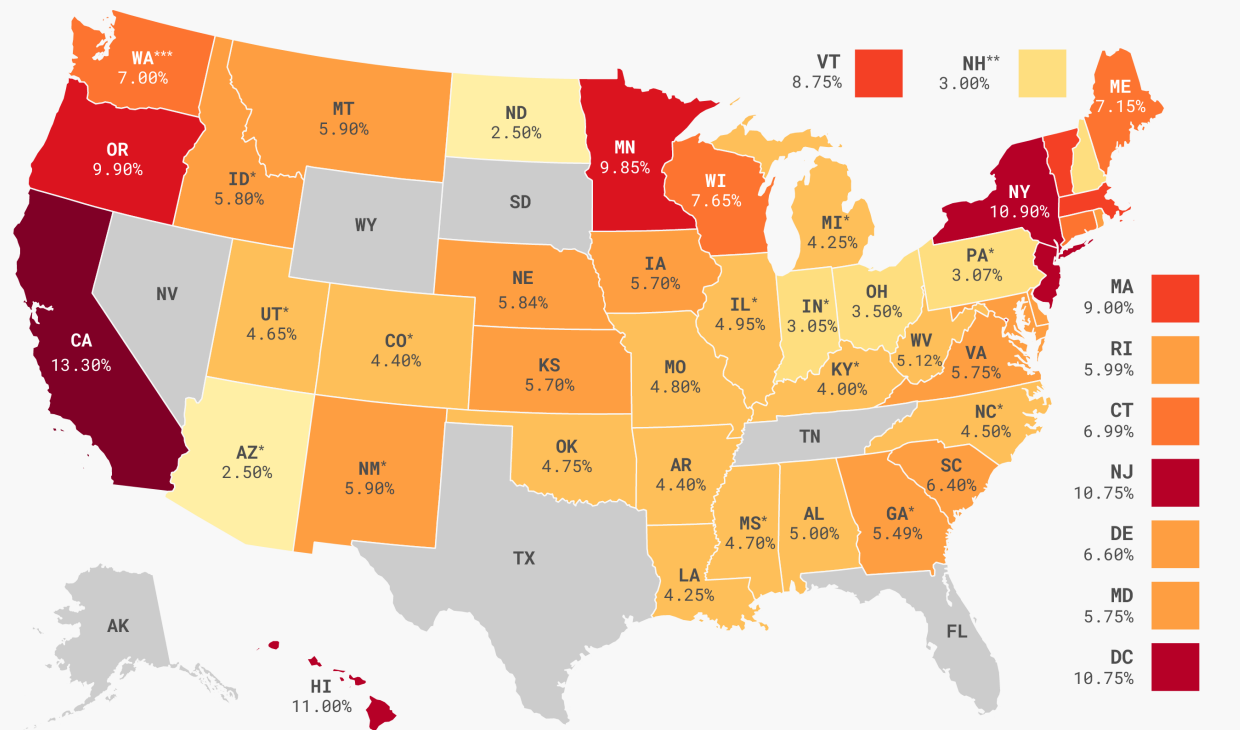 WA***
7.00%
OR
9.90%
CA
13.30%
ID*
5.80%
MT
5.90%
ND
2.50%
MN
9.85%
VT
8.75%
NH**
3.00%
ME
7.15%
WY
SD
WI
7.65%
MI*
4.25%
NY
10.90%
NV
UT*
4.65%
CO*
4.40%
NE
5.84%
IA
5.70%
IL*
4.95%
IN*
3.05%
OH
3.50%
PA*
3.07%
KS
5.70%
MO
4.80%
KY*
4.00%
WV
5.12%
VA
5.75%
AZ*
2.50%
NM*
5.90%
OK
4.75%
AR
4.40%
TN
NC*
4.50%
SC
6.40%
TX
LA
4.25%
MS*
4.70%
AL
5.00%
GA*
5.49%
FL
AK
HI
11.00%
MA
9.00%
RI
5.99%
CT
6.99%
NJ
10.75%
DE
6.60%
MD
5.75%
DC
10.75%